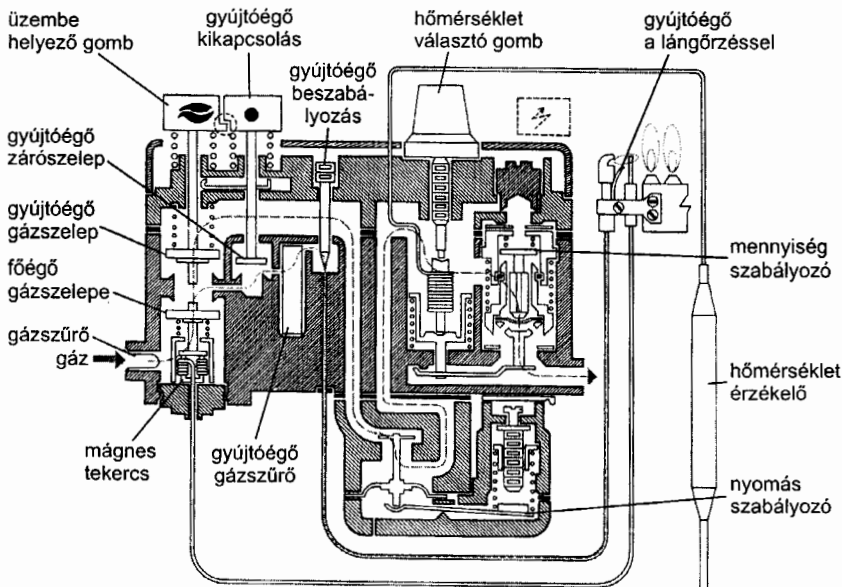 üzembe
helyező gomb
gyújtóégő
kikapcsolás
gyújtóégő
beszabá-
lyozás
hőmérséklet
választó gomb
gyújtóégő
a lángőrzéssel
gyújtóégő
zárószelep
gyújtóégő
gázszelep
főégő
gázszelepe
gázszűrő
gáz
mágnes
tekercs
gyújtóégő
gázszűrő
mennyiség
szabályozó
hőmérséklet
érzékelő
nyomás
szabályozó